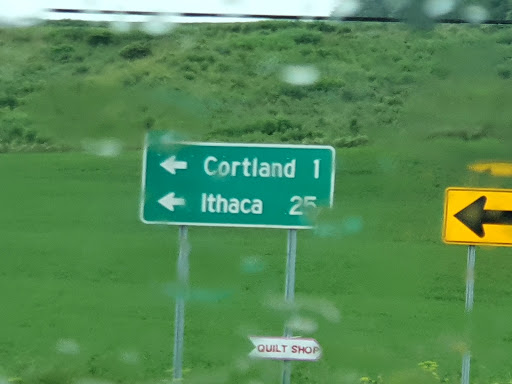 Cortland 1
Ithaca 25
QUILT SHOP